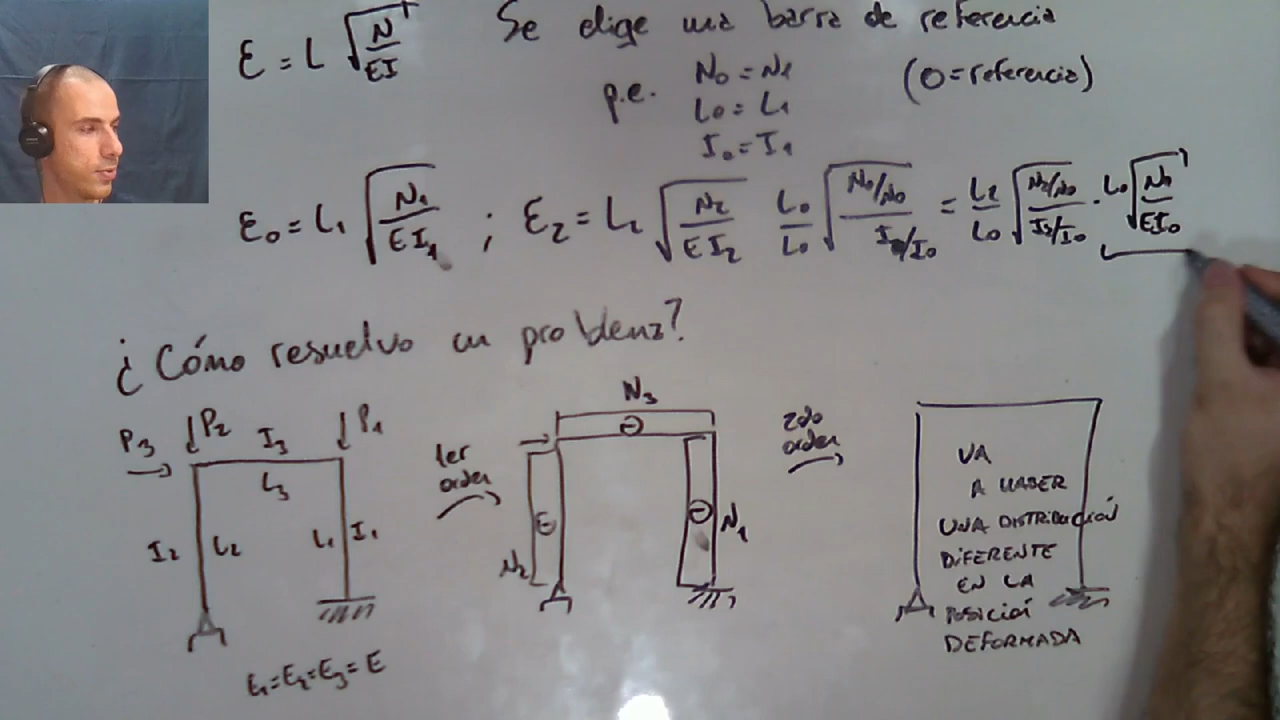 ε = L √(N/EI) Se elige una barra de referencia
p.e. N₀ = N₁ (0 = referencia)
L₀ = L₁
I₀ = I₁
ε₀ = L₁ √(N₁/EI₁) ; ε₂ = L₂ √(N₂/EI₂) L₀/L₀ √(N₀/N₀ / I₀/I₀) = L₂/L₀ √(N₂/N₀ / I₂/I₀) · L₀ √(N₀/EI₀)
¿Cómo resuelvo un problema?
P₃ P₂ I₃ P₁
L₃
I₂ L₂ L₁ I₁
E₁=E₂=E₃=E
1er
orden
N₃
⊖
⊖ ⊖
N₂ N₁
2do
orden
VA
A HABER
UNA DISTRIBUCIÓN
DIFERENTE
EN LA
POSICIÓ
DEFORMADA